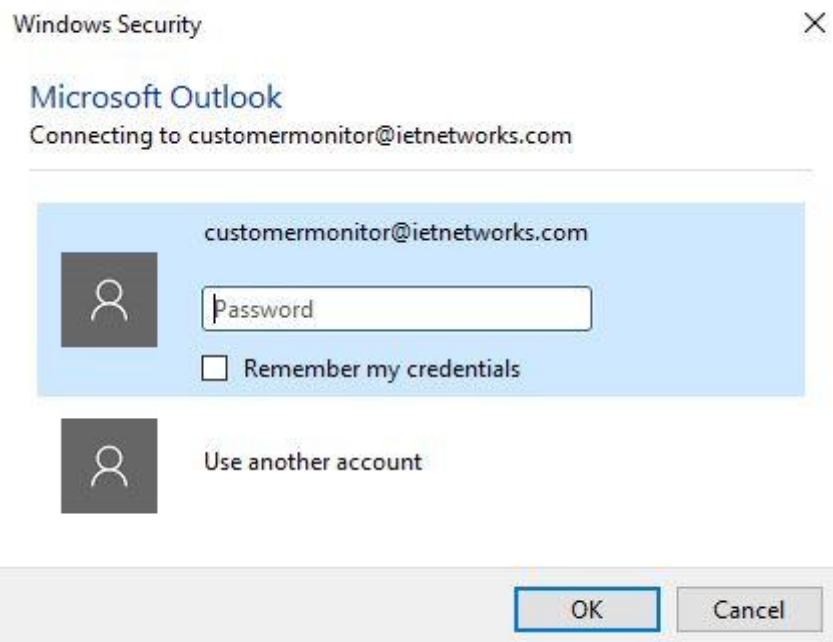 Windows Security
Microsoft Outlook
Connecting to customermonitor@ietnetworks.com
customermonitor@ietnetworks.com
Password
Remember my credentials
Use another account
OK
Cancel